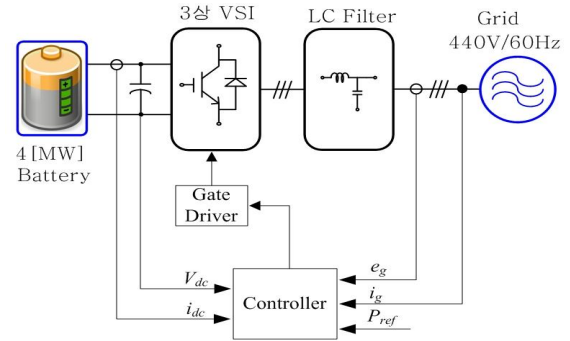 3상 VSI
LC Filter
Grid
440V/60Hz
4[MW]
Battery
Gate
Driver
Controller
V_dc
i_dc
e_g
i_g
P_ref